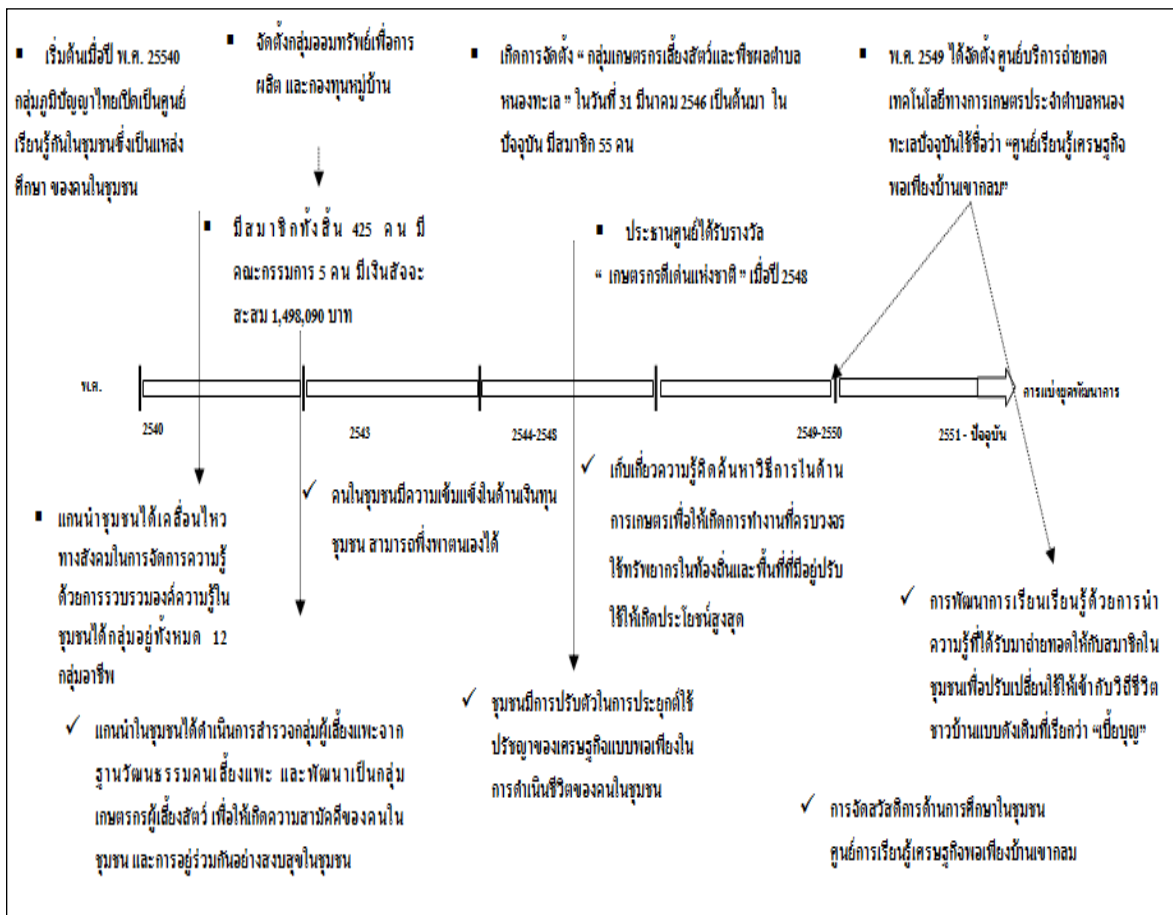 เริ่มต้นเมื่อปี พ.ศ. 25540
กลุ่มภูมิปัญญาไทยเปิดเป็นศูนย์
เรียนรู้กันในชุมชนซึ่งเป็นแหล่ง
ศึกษา ของคนในชุมชน
จัดตั้งกลุ่มออมทรัพย์เพื่อการ
ผลิต และกองทุนหมู่บ้าน
เกิดการจัดตั้ง “ กลุ่มเกษตรกรเลี้ยงสัตว์และพืชผลตำบล
หนองทะเล ” ในวันที่ 31 มีนาคม 2546 เป็นต้นมา ใน
ปัจจุบัน มีสมาชิก 55 คน
พ.ศ. 2549 ได้จัดตั้ง ศูนย์บริการถ่ายทอด
เทคโนโลยีทางการเกษตรประจำตำบลหนอง
ทะเลปัจจุบันใช้ชื่อว่า “ศูนย์เรียนรู้เศรษฐกิจ
พอเพียงบ้านเขากลม”
มีสมาชิกทั้งสิ้น 425 คน มี
คณะกรรมการ 5 คน มีเงินสัจจะ
สะสม 1,498,090 บาท
ประธานศูนย์ได้รับรางวัล
“ เกษตรกรดีเด่นแห่งชาติ ” เมื่อปี 2548
พ.ศ.
การแบ่งยุคพัฒนาการ
2540
2543
2544-2548
2549-2550
2551 - ปัจจุบัน
แกนนำชุมชนได้เคลื่อนไหว
ทางสังคมในการจัดการความรู้
ด้วยการรวบรวมองค์ความรู้ใน
ชุมชนได้กลุ่มอยู่ทั้งหมด 12
กลุ่มอาชีพ
คนในชุมชนมีความเข้มแข็งในด้านเงินทุน
ชุมชน สามารถพึ่งพาตนเองได้
เก็บเกี่ยวความรู้คิดค้นหาวิธีการในด้าน
การเกษตรเพื่อให้เกิดการทำงานที่ครบวงจร
ใช้ทรัพยากรในท้องถิ่นและพื้นที่ที่มีอยู่ปรับ
ใช้ให้เกิดประโยชน์สูงสุด
การพัฒนาการเรียนเรียนรู้ด้วยการนำ
ความรู้ที่ได้รับมาถ่ายทอดให้กับสมาชิกใน
ชุมชนเพื่อปรับเปลี่ยนใช้ให้เข้ากับวิถีชีวิต
ชาวบ้านแบบดังเดิมที่เรียกว่า “เบี้ยบุญ”
แกนนำในชุมชนได้ดำเนินการสำรวจกลุ่มผู้เลี้ยงแพะจาก
ฐานวัฒนธรรมคนเลี้ยงแพะ และพัฒนาเป็นกลุ่ม
เกษตรกรผู้เลี้ยงสัตว์ เพื่อให้เกิดความสามัคคีของคนใน
ชุมชน และการอยู่ร่วมกันอย่างสงบสุขในชุมชน
ชุมชนมีการปรับตัวในการประยุกต์ใช้
ปรัชญาของเศรษฐกิจแบบพอเพียงใน
การดำเนินชีวิตของคนในชุมชน
การจัดสวัสดิการด้านการศึกษาในชุมชน
ศูนย์การเรียนรู้เศรษฐกิจพอเพียงบ้านเขากลม